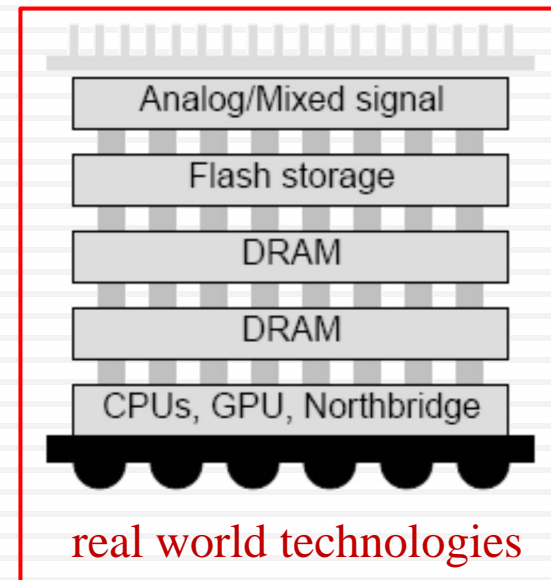 Analog/Mixed signal
Flash storage
DRAM
DRAM
CPUs, GPU, Northbridge
real world technologies